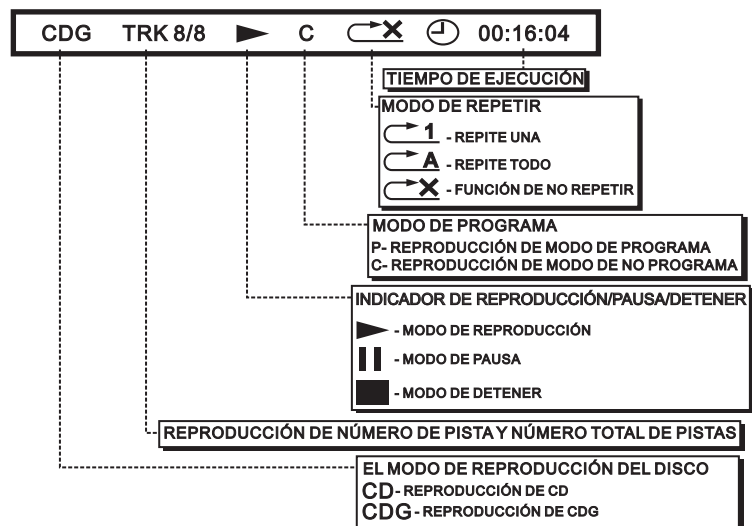 CDG TRK 8/8 C 00:16:04
TIEMPO DE EJECUCIÓN
MODO DE REPETIR
1 - REPITE UNA
A - REPITE TODO
- FUNCIÓN DE NO REPETIR
MODO DE PROGRAMA
P- REPRODUCCIÓN DE MODO DE PROGRAMA
C- REPRODUCCIÓN DE MODO DE NO PROGRAMA
INDICADOR DE REPRODUCCIÓN/PAUSA/DETENER
- MODO DE REPRODUCCIÓN
- MODO DE PAUSA
- MODO DE DETENER
REPRODUCCIÓN DE NÚMERO DE PISTA Y NÚMERO TOTAL DE PISTAS
EL MODO DE REPRODUCCIÓN DEL DISCO
CD- REPRODUCCIÓN DE CD
CDG - REPRODUCCIÓN DE CDG